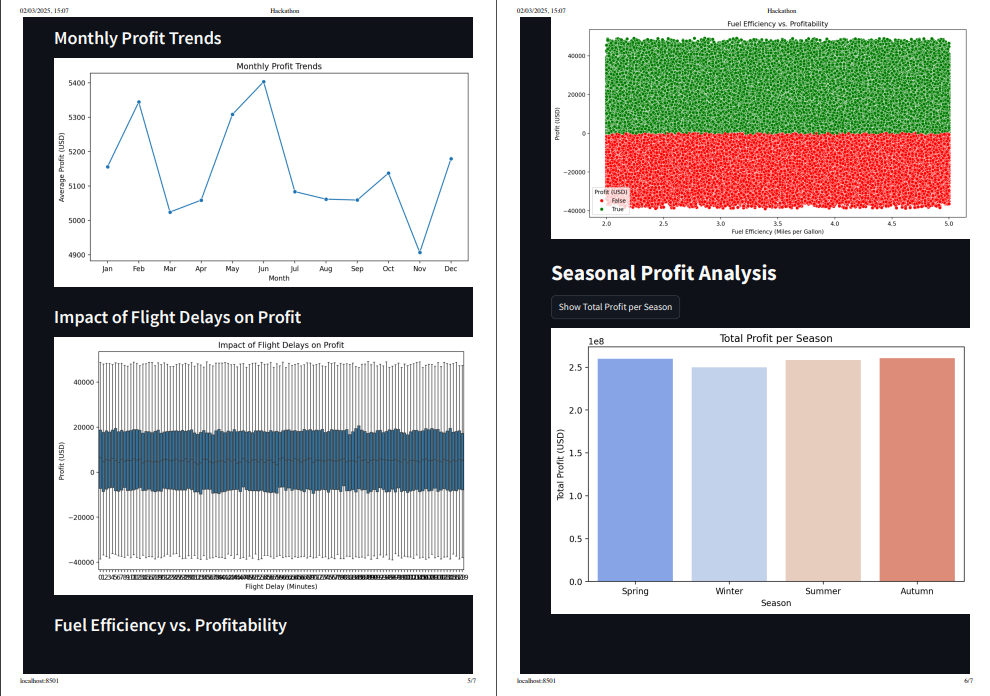 02/03/2025, 15:07 Hackathon
Monthly Profit Trends
Monthly Profit Trends
5400
5300
5200
5100
5000
4900
Average Profit (USD)
Jan Feb Mar Apr May Jun Jul Aug Sep Oct Nov Dec
Month
Impact of Flight Delays on Profit
Impact of Flight Delays on Profit
40000
20000
0
−20000
−40000
Profit (USD)
Flight Delay (Minutes)
Fuel Efficiency vs. Profitability
localhost:8501 5/7
02/03/2025, 15:07 Hackathon
Fuel Efficiency vs. Profitability
40000
20000
0
−20000
−40000
Profit (USD)
Profit (USD)
False
True
2.0 2.5 3.0 3.5 4.0 4.5 5.0
Fuel Efficiency (Miles per Gallon)
Seasonal Profit Analysis
Show Total Profit per Season
Total Profit per Season
1e8
2.5
2.0
1.5
1.0
0.5
0.0
Total Profit (USD)
Spring Winter Summer Autumn
Season
localhost:8501 6/7